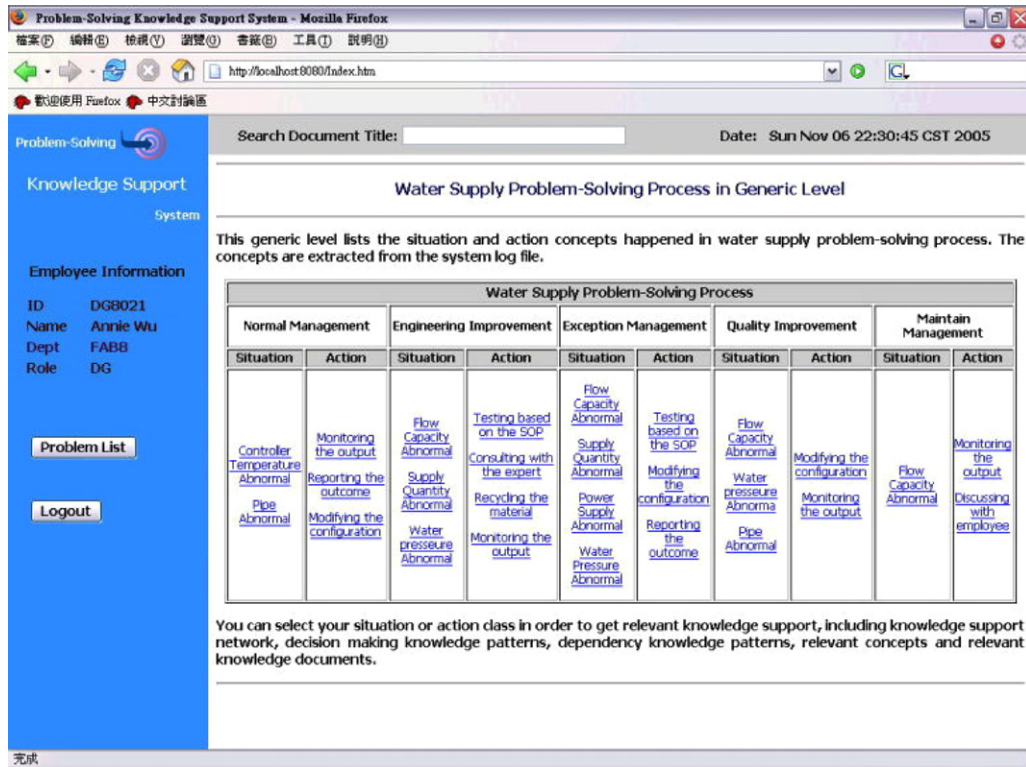 Problem-Solving Knowledge Support System - Mozilla Firefox
檔案(F) 編輯(E) 檢視(V) 瀏覽(G) 書籤(B) 工具(T) 說明(H)
http://localhost:8080/Index.htm
G
歡迎使用 Firefox 中文討論區
Problem-Solving
Knowledge Support
System
Employee Information
ID DG8021
Name Annie Wu
Dept FAB8
Role DG
Problem List
Logout
Search Document Title:
Date: Sun Nov 06 22:30:45 CST 2005
Water Supply Problem-Solving Process in Generic Level
This generic level lists the situation and action concepts happened in water supply problem-solving process. The
concepts are extracted from the system log file.
Water Supply Problem-Solving Process
Normal Management
Engineering Improvement
Exception Management
Quality Improvement
Maintain
Management
Situation Action Situation Action Situation Action Situation Action Situation Action
Controller
Temperature
Abnormal
Pipe
Abnormal
Monitoring
the output
Reporting the
outcome
Modifying the
configuration
Flow
Capacity
Abnormal
Supply
Quantity
Abnormal
Water
presseure
Abnormal
Testing based
on the SOP
Consulting with
the expert
Recycling the
material
Monitoring the
output
Flow
Capacity
Abnormal
Supply
Quantity
Abnormal
Power
Supply
Abnormal
Water
Pressure
Abnormal
Testing
based on
the SOP
Modifying
the
configuration
Reporting
the
outcome
Flow
Capacity
Abnormal
Water
presseure
Abnorma
Pipe
Abnormal
Modifying the
configuration
Monitoring
the output
Flow
Capacity
Abnormal
Monitoring
the
output
Discussing
with
employee
You can select your situation or action class in order to get relevant knowledge support, including knowledge support
network, decision making knowledge patterns, dependency knowledge patterns, relevant concepts and relevant
knowledge documents.
完成